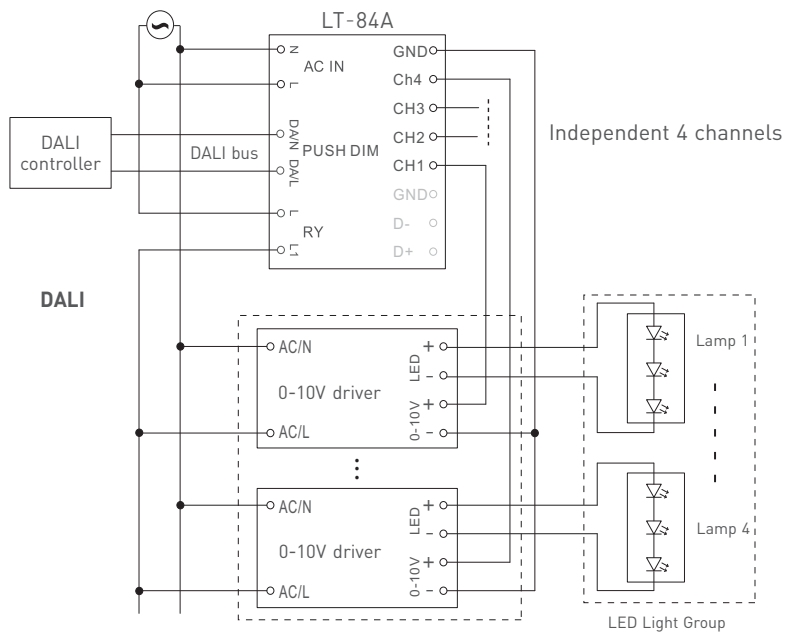 LT-84A
N
AC IN
L
DA/N
DA/L
PUSH DIM
L
RY
L1
GND
Ch4
CH3
CH2
CH1
GND
D-
D+
Independent 4 channels
DALI
controller
DALI bus
DALI
AC/N
0-10V driver
AC/L
+
LED
-
+
0-10V
-
Lamp 1
AC/N
0-10V driver
AC/L
+
LED
-
+
0-10V
-
Lamp 4
LED Light Group